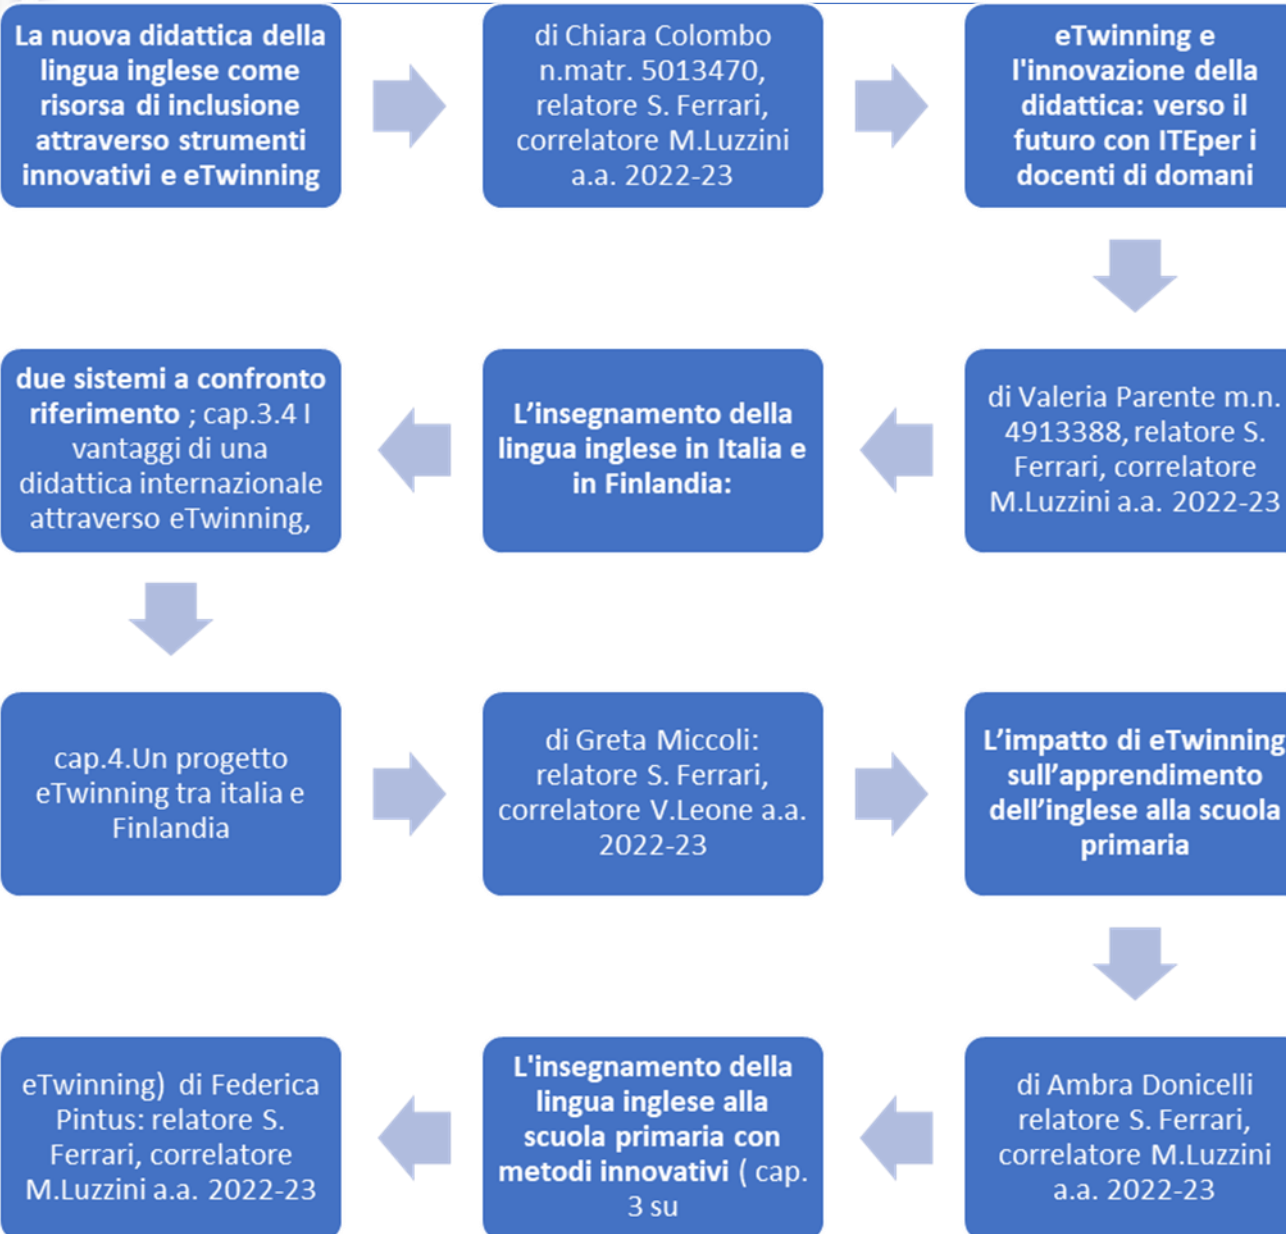 La nuova didattica della
lingua inglese come
risorsa di inclusione
attraverso strumenti
innovativi e eTwinning
di Chiara Colombo
n.matr. 5013470,
relatore S. Ferrari,
correlatore M.Luzzini
a.a. 2022-23
eTwinning e
l'innovazione della
didattica: verso il
futuro con ITEper i
docenti di domani
di Valeria Parente m.n.
4913388, relatore S.
Ferrari, correlatore
M.Luzzini a.a. 2022-23
L’insegnamento della
lingua inglese in Italia e
in Finlandia:
due sistemi a confronto
riferimento ; cap.3.4 I
vantaggi di una
didattica internazionale
attraverso eTwinning,
cap.4.Un progetto
eTwinning tra italia e
Finlandia
di Greta Miccoli:
relatore S. Ferrari,
correlatore V.Leone a.a.
2022-23
L’impatto di eTwinning
sull’apprendimento
dell’inglese alla scuola
primaria
di Ambra Donicelli
relatore S. Ferrari,
correlatore M.Luzzini
a.a. 2022-23
L'insegnamento della
lingua inglese alla
scuola primaria con
metodi innovativi ( cap.
3 su
eTwinning) di Federica
Pintus: relatore S.
Ferrari, correlatore
M.Luzzini a.a. 2022-23